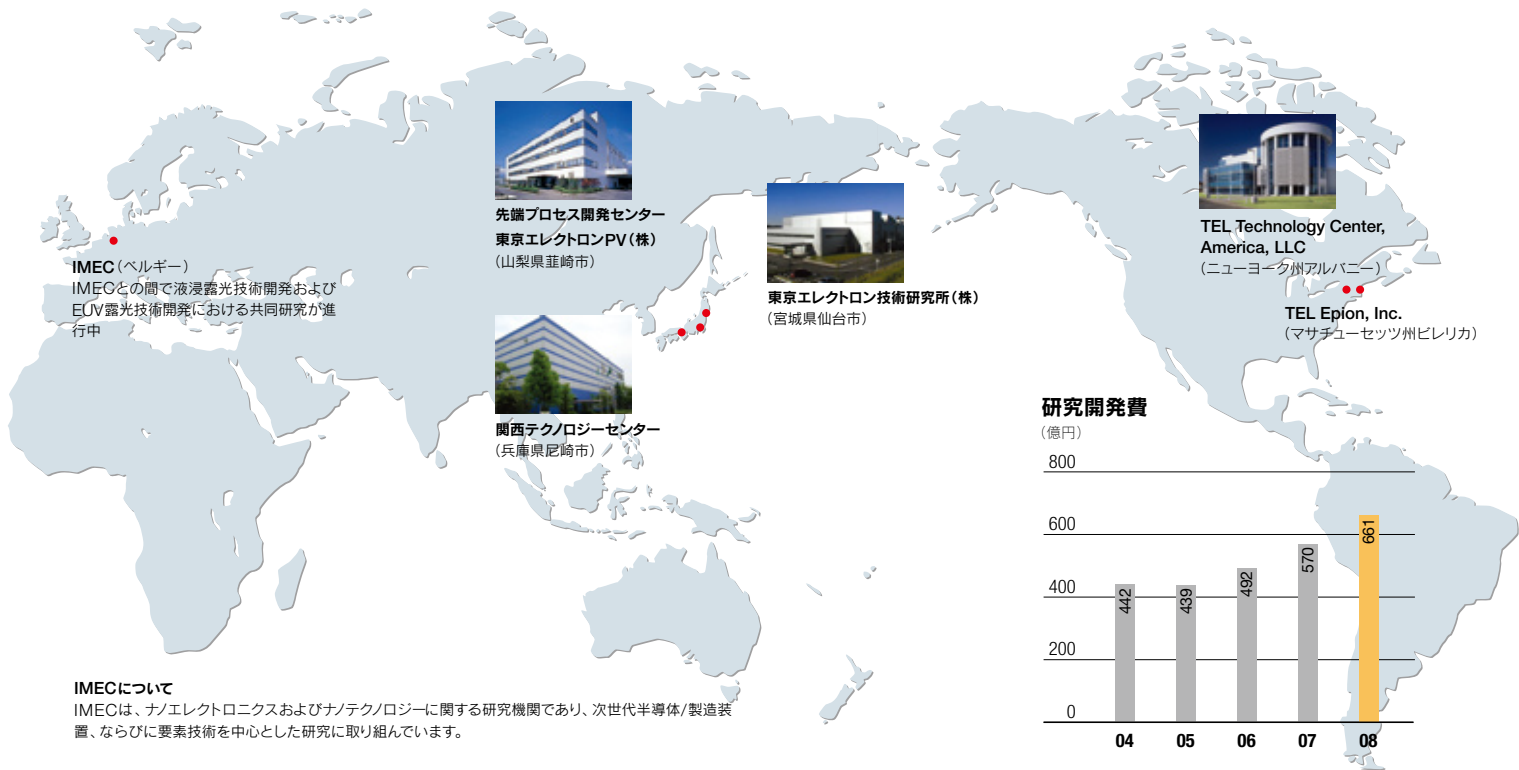 先端プロセス開発センター
東京エレクトロンPV(株)
(山梨県韮崎市)
東京エレクトロン技術研究所(株)
(宮城県仙台市)
TEL Technology Center,
America, LLC
(ニューヨーク州アルバニー)
TEL Epion, Inc.
(マサチューセッツ州ビレリカ)
IMEC(ベルギー)
IMECとの間で液浸露光技術開発および
EUV露光技術開発における共同研究が進
行中
関西テクノロジーセンター
(兵庫県尼崎市)
研究開発費
(億円)
800
600
400
200
0
442
439
492
570
661
04 05 06 07 08
IMECについて
IMECは、ナノエレクトロニクスおよびナノテクノロジーに関する研究機関であり、次世代半導体/製造装
置、ならびに要素技術を中心とした研究に取り組んでいます。